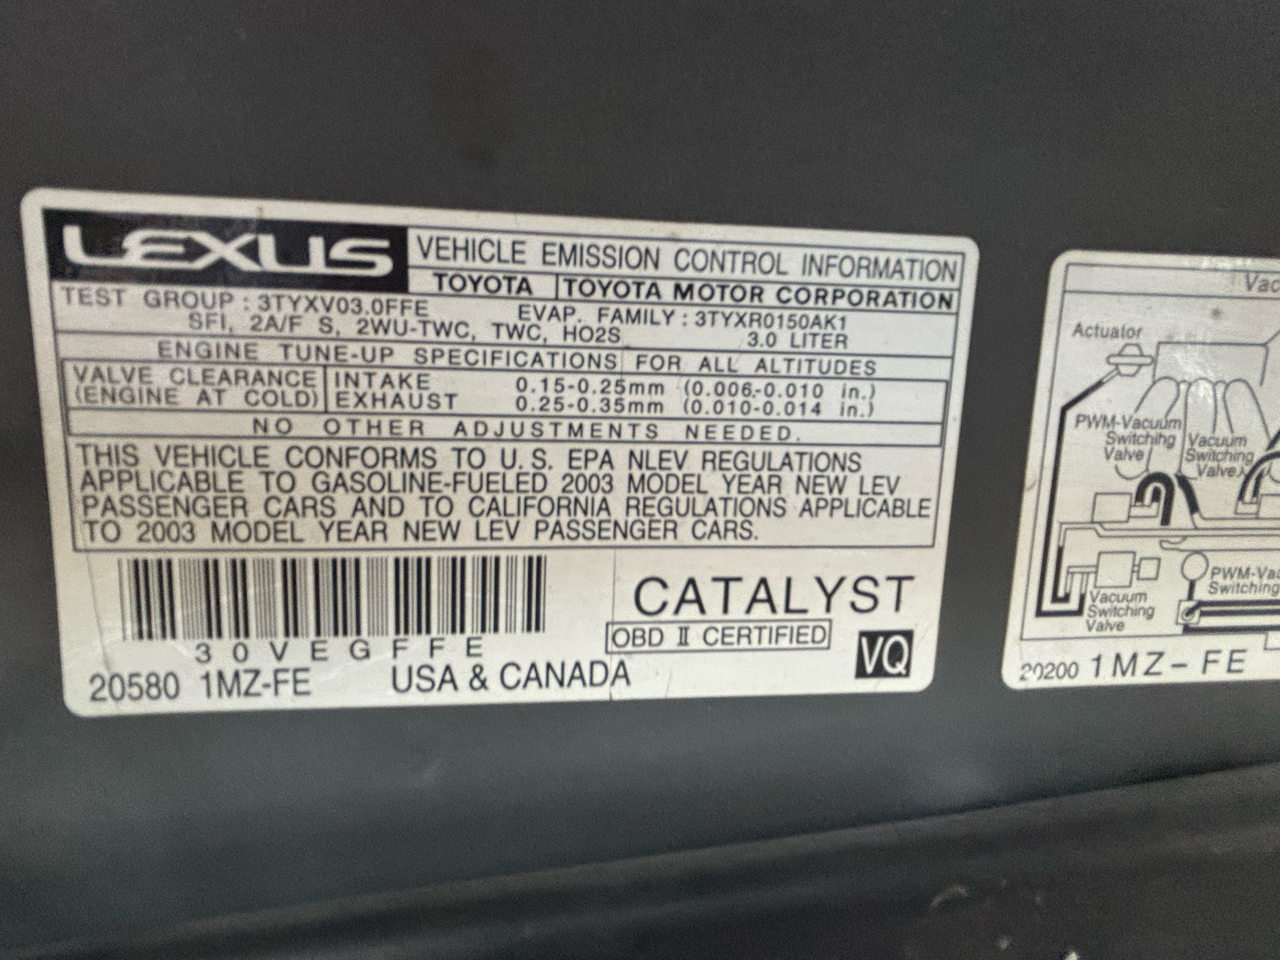 LEXUS
VEHICLE EMISSION CONTROL INFORMATION
TOYOTA TOYOTA MOTOR CORPORATION
TEST GROUP : 3TYXV03.0FFE EVAP. FAMILY : 3TYXR0150AK1
SFI, 2A/F S, 2WU-TWC, TWC, HO2S 3.0 LITER
ENGINE TUNE-UP SPECIFICATIONS FOR ALL ALTITUDES
VALVE CLEARANCE INTAKE 0.15-0.25mm (0.006-0.010 in.)
(ENGINE AT COLD) EXHAUST 0.25-0.35mm (0.010-0.014 in.)
NO OTHER ADJUSTMENTS NEEDED.
THIS VEHICLE CONFORMS TO U.S. EPA NLEV REGULATIONS
APPLICABLE TO GASOLINE-FUELED 2003 MODEL YEAR NEW LEV
PASSENGER CARS AND TO CALIFORNIA REGULATIONS APPLICABLE
TO 2003 MODEL YEAR NEW LEV PASSENGER CARS.
CATALYST
OBD II CERTIFIED
VQ
30VEGFFE
20580 1MZ-FE USA & CANADA
Vac
Actuator
PWM-Vacuum
Switching
Valve
Vacuum
Switching
Valve
Vacuum
Switching
Valve
PWM-Vac
Switching
20200 1MZ-FE